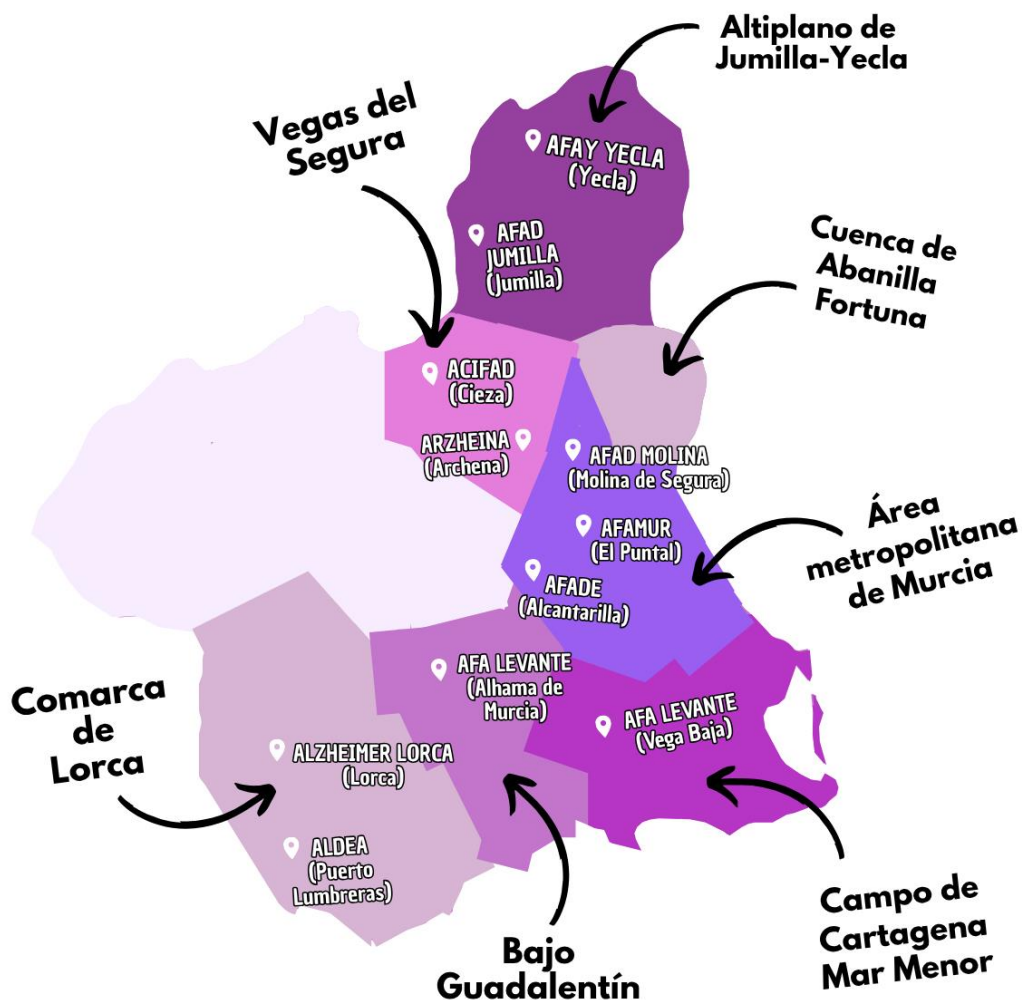 Altiplano de
Jumilla-Yecla
Vegas del
Segura
AFAY YECLA
(Yecla)
AFAD
JUMILLA
(Jumilla)
Cuenca de
Abanilla
Fortuna
ACIFAD
(Cieza)
ARZHEINA
(Archena)
AFAD MOLINA
(Molina de Segura)
AFAMUR
(El Puntal)
AFADE
(Alcantarilla)
Área
metropolitana
de Murcia
AFA LEVANTE
(Alhama de
Murcia)
AFA LEVANTE
(Vega Baja)
Comarca
de
Lorca
ALZHEIMER LORCA
(Lorca)
ALDEA
(Puerto
Lumbreras)
Bajo
Guadalentín
Campo de
Cartagena
Mar Menor